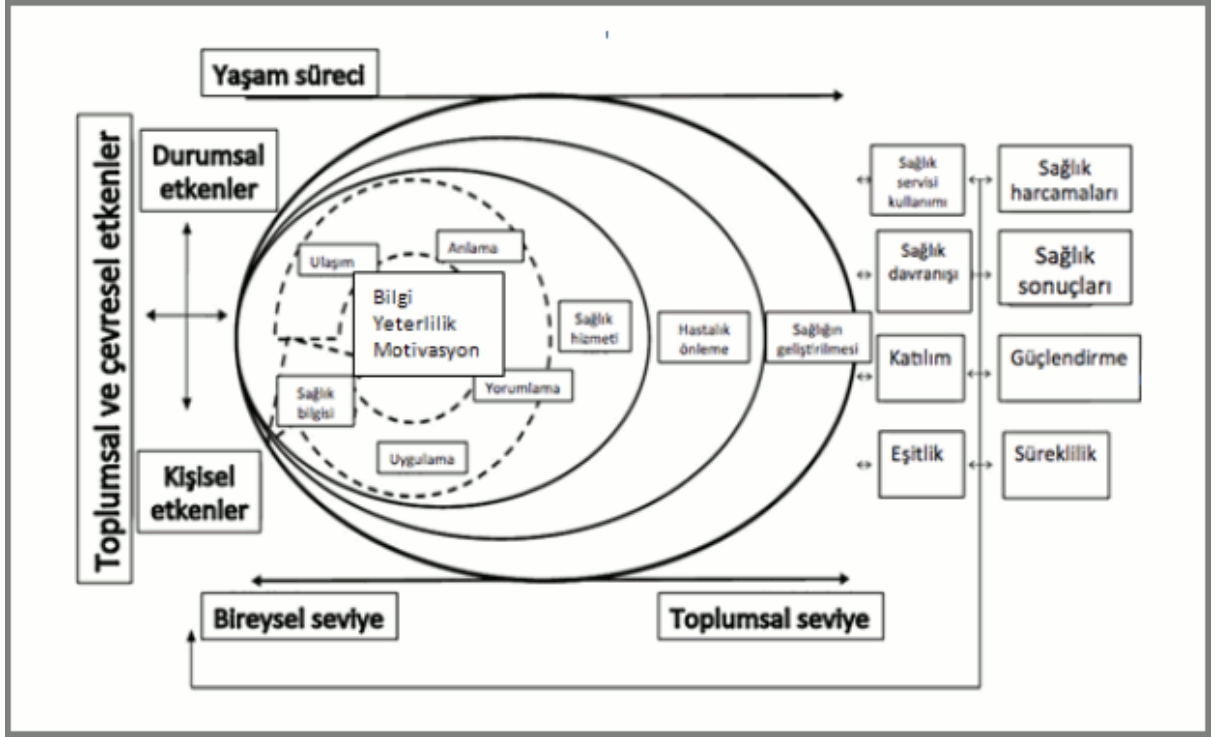 Yaşam süreci
Toplumsal ve çevresel etkenler
Durumsal
etkenler
Kişisel
etkenler
Ulaşım
Anlama
Bilgi
Yeterlilik
Motivasyon
Sağlık
bilgisi
Yorumlama
Uygulama
Sağlık
hizmeti
Hastalık
önleme
Sağlığın
geliştirilmesi
Sağlık
servisi
kullanımı
Sağlık
harcamaları
Sağlık
davranışı
Sağlık
sonuçları
Katılım
Güçlendirme
Eşitlik
Süreklilik
Bireysel seviye
Toplumsal seviye